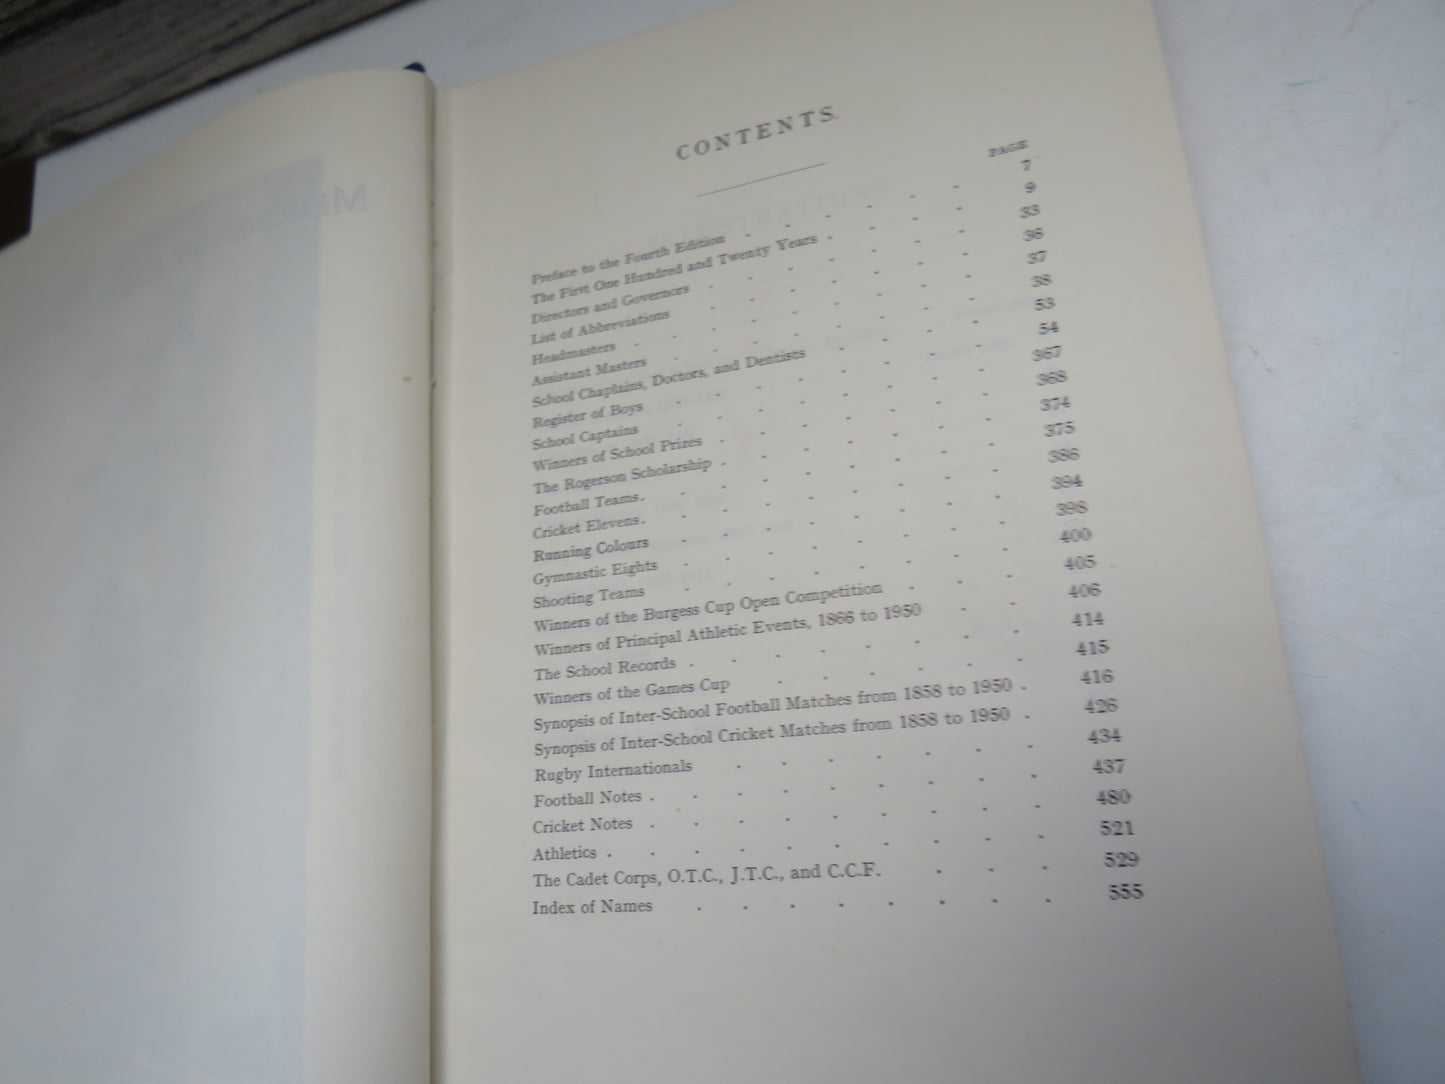 CONTENTS.
PAGE
Preface to the Fourth Edition - - - - - 7
The First One Hundred and Twenty Years - - - - 9
Directors and Governors - - - - - - 33
List of Abbreviations - - - - - - 36
Headmasters - - - - - - - - 37
Assistant Masters - - - - - - - 38
School Chaplains, Doctors, and Dentists - - - - 53
Register of Boys - - - - - - - 54
School Captains - - - - - - - 367
Winners of School Prizes - - - - - - 368
The Rogerson Scholarship - - - - - - 374
Football Teams - - - - - - - - 375
Cricket Elevens - - - - - - - - 386
Running Colours - - - - - - - 394
Gymnastic Eights - - - - - - - 398
Shooting Teams - - - - - - - 400
Winners of the Burgess Cup Open Competition - - - 405
Winners of Principal Athletic Events, 1866 to 1950 - - 406
The School Records - - - - - - - - 414
Winners of the Games Cup - - - - - - 415
Synopsis of Inter-School Football Matches from 1858 to 1950 - 416
Synopsis of Inter-School Cricket Matches from 1858 to 1950 - 426
Rugby Internationals - - - - - - - 434
Football Notes - - - - - - - - - 437
Cricket Notes - - - - - - - - - 480
Athletics - - - - - - - - - - 521
The Cadet Corps, O.T.C., J.T.C., and C.C.F. - - - 529
Index of Names - - - - - - - - 555